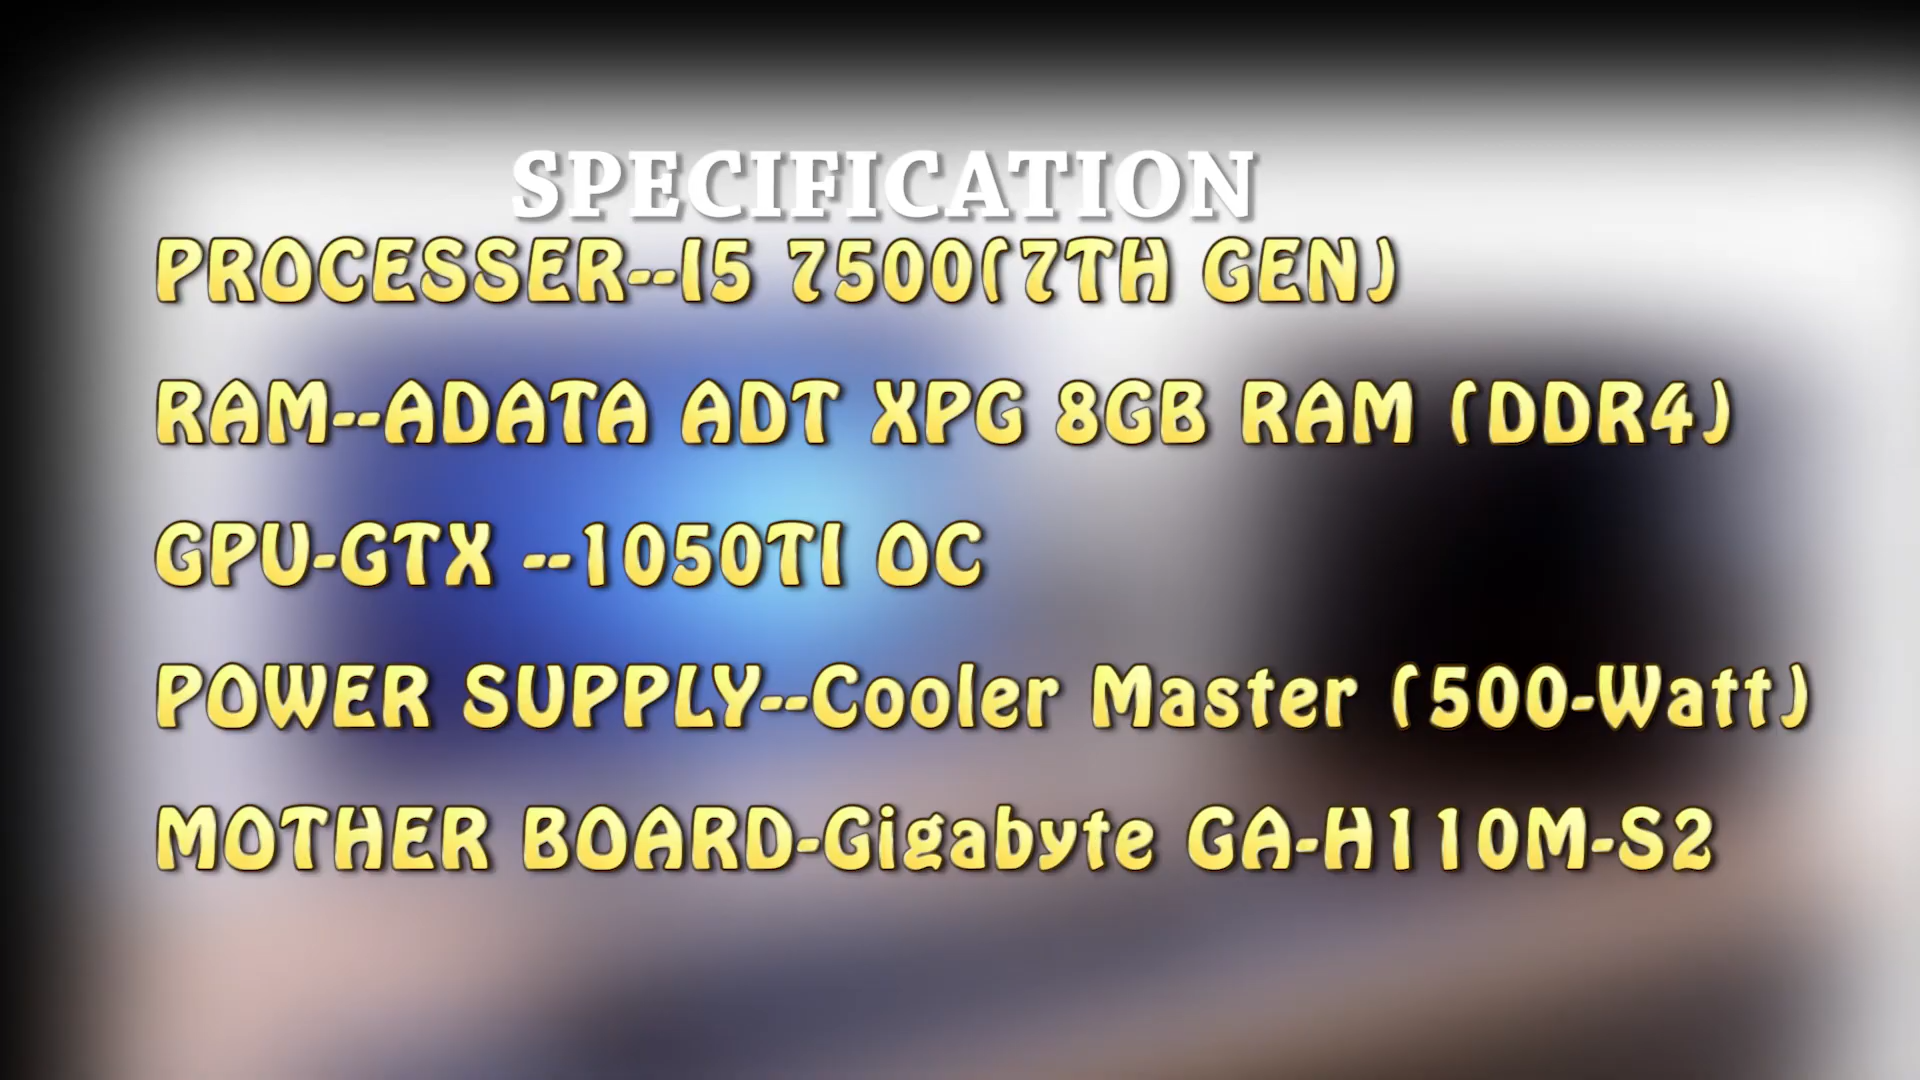 SPECIFICATION
PROCESSER--I5 7500(7TH GEN)
RAM--ADATA ADT XPG 8GB RAM (DDR4)
GPU-GTX --1050TI OC
POWER SUPPLY--Cooler Master (500-Watt)
MOTHER BOARD-Gigabyte GA-H110M-S2